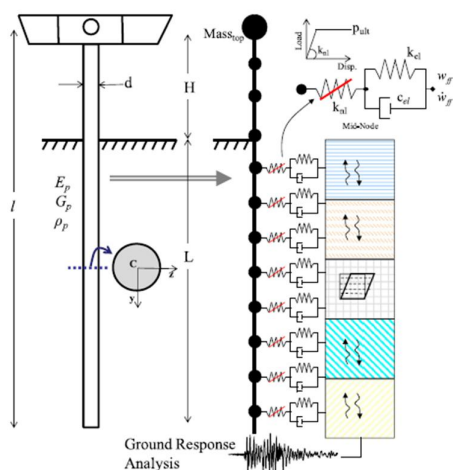 Mass_top
Load
P_ult
k_nl
Disp.
k_el
k_nl
c_el
w_ff
ẇ_ff
Mid-Node
d
H
E_p
G_p
ρ_p
l
L
C
z
y
Ground Response
Analysis